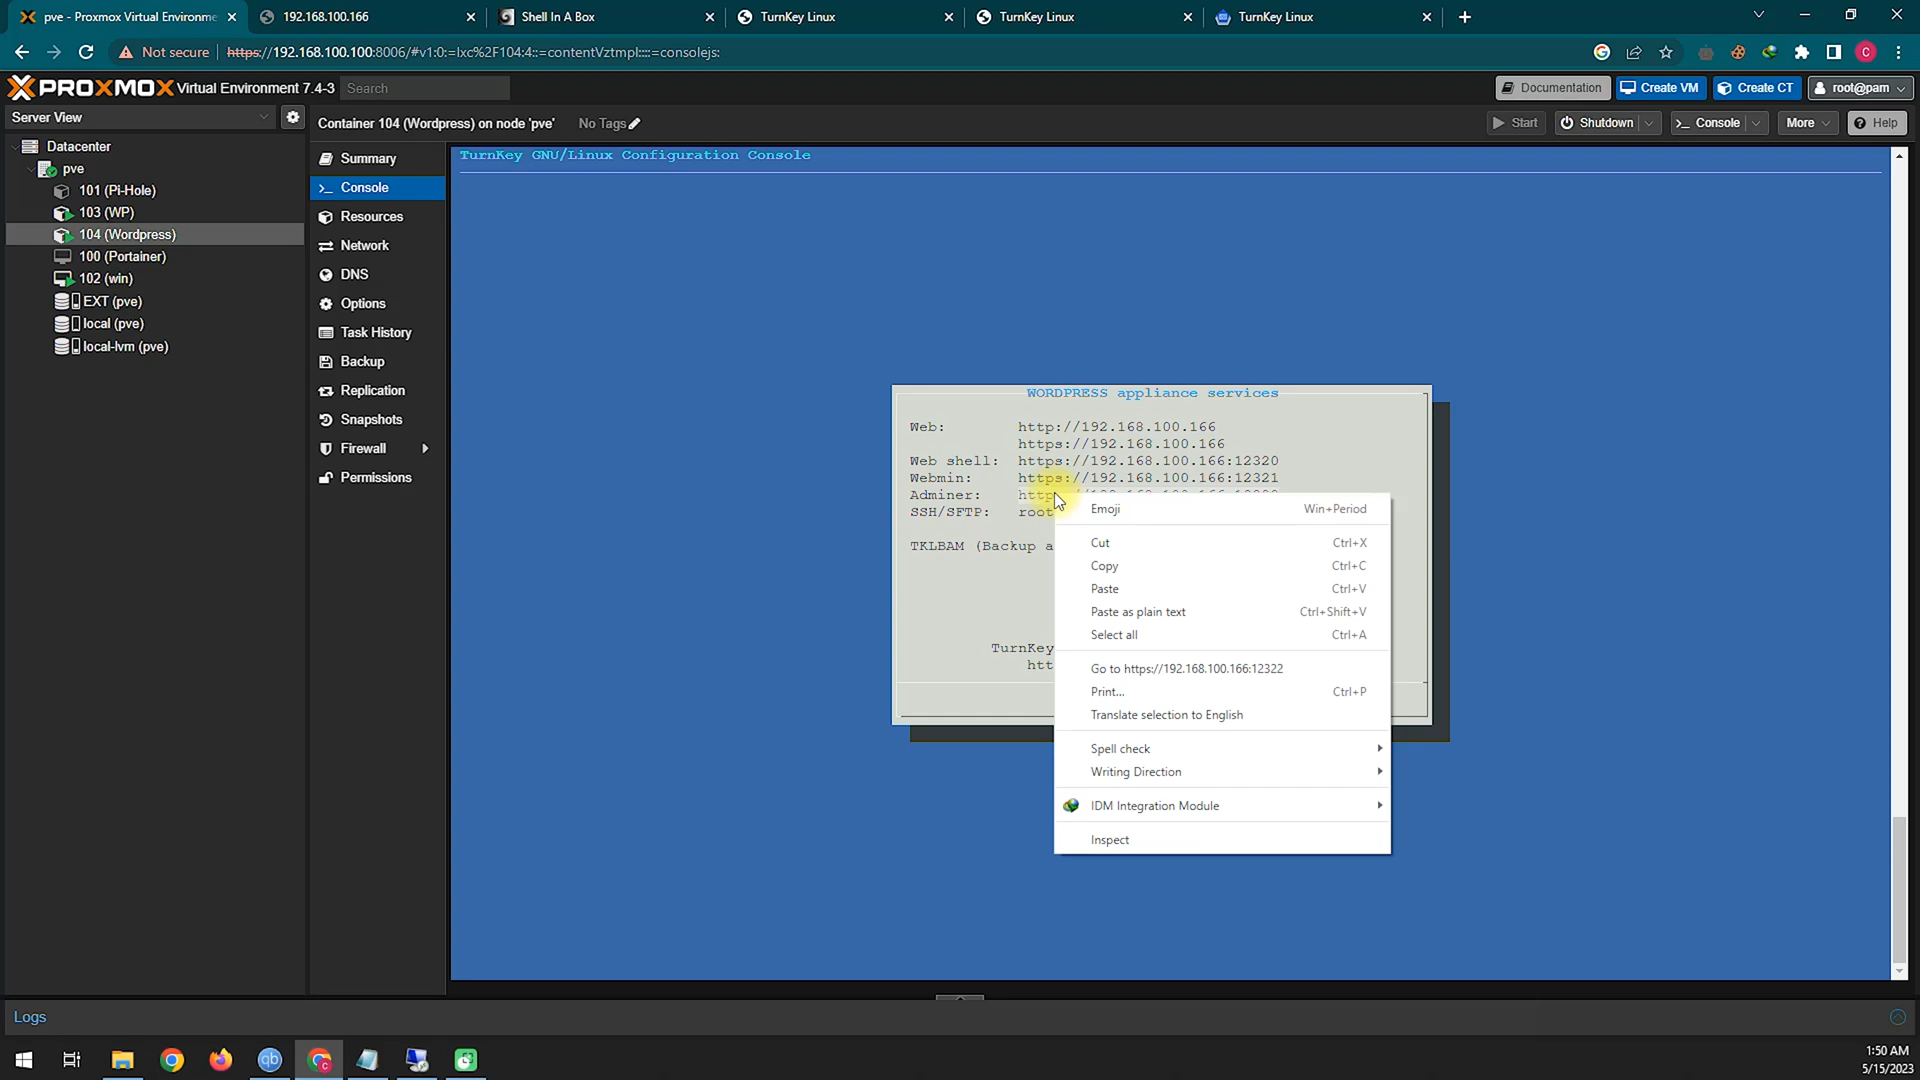 pve - Proxmox Virtual Environme
192.168.100.166
Shell In A Box
TurnKey Linux
TurnKey Linux
TurnKey Linux
Not secure
https://192.168.100.100:8006/#v1:0:=lxc%2F104:4::=contentVztmpl::::=consolejs:
C
PROXMOX Virtual Environment 7.4-3
Search
Documentation
Create VM
Create CT
root@pam
Server View
Container 104 (Wordpress) on node 'pve'
No Tags
Start
Shutdown
Console
More
Help
Datacenter
pve
101 (Pi-Hole)
103 (WP)
104 (Wordpress)
100 (Portainer)
102 (win)
EXT (pve)
local (pve)
local-lvm (pve)
Summary
Console
Resources
Network
DNS
Options
Task History
Backup
Replication
Snapshots
Firewall
Permissions
TurnKey GNU/Linux Configuration Console
WORDPRESS appliance services
Web: http://192.168.100.166
https://192.168.100.166
Web shell: https://192.168.100.166:12320
Webmin: https://192.168.100.166:12321
Adminer: http
SSH/SFTP: root
TKLBAM (Backup a
TurnKey
htt
Emoji Win+Period
Cut Ctrl+X
Copy Ctrl+C
Paste Ctrl+V
Paste as plain text Ctrl+Shift+V
Select all Ctrl+A
Go to https://192.168.100.166:12322
Print... Ctrl+P
Translate selection to English
Spell check
Writing Direction
IDM Integration Module
Inspect
Logs
qb
1:50 AM
5/15/2023